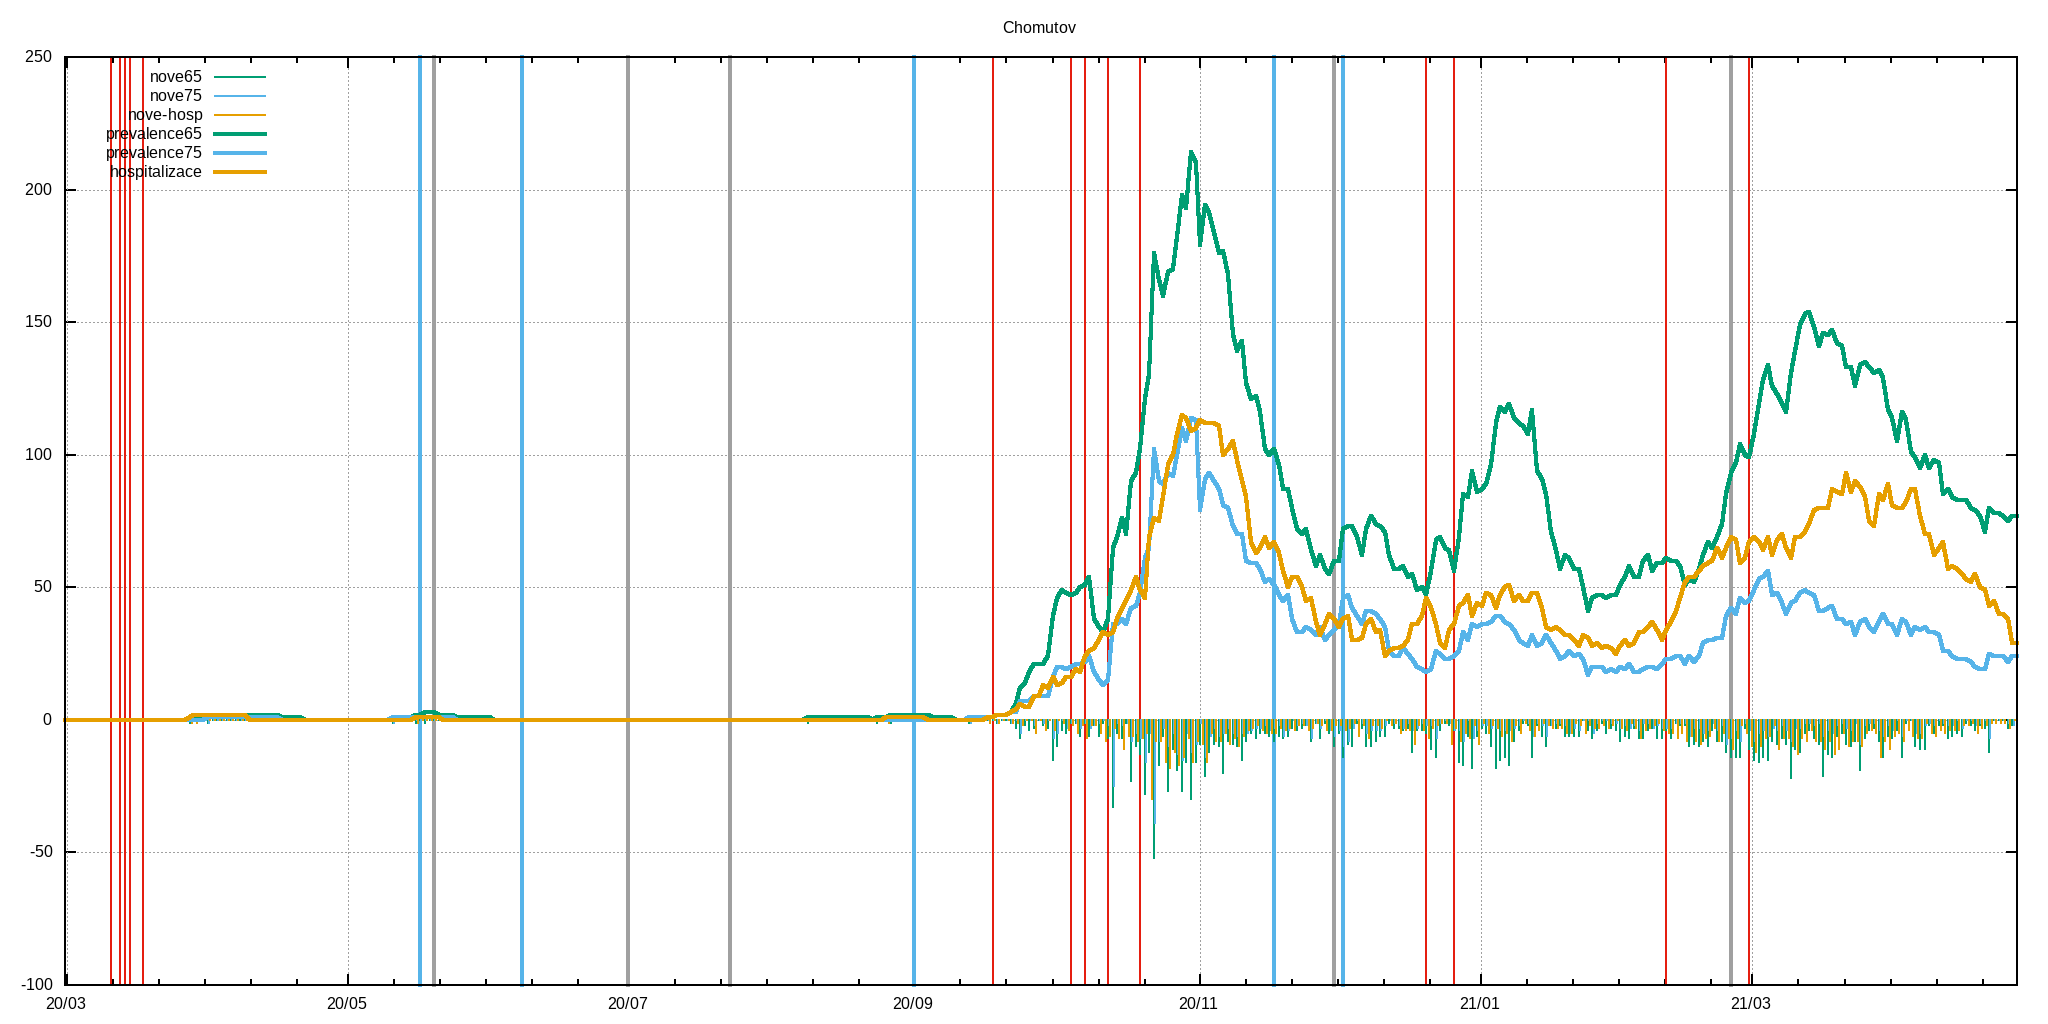 Chomutov
250
200
150
100
50
0
-50
-100
nove65
nove75
nove-hosp
prevalence65
prevalence75
hospitalizace
20/03 20/05 20/07 20/09 20/11 21/01 21/03